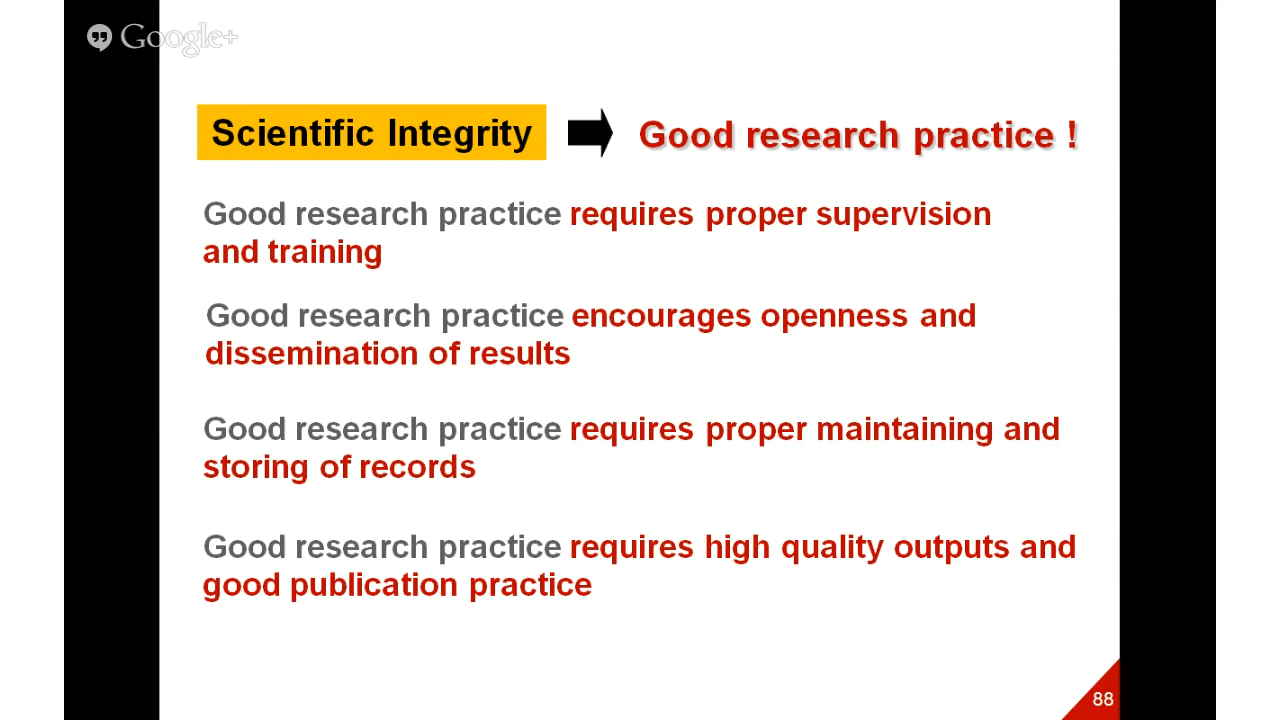 Google+
Scientific Integrity
Good research practice !
Good research practice requires proper supervision
and training
Good research practice encourages openness and
dissemination of results
Good research practice requires proper maintaining and
storing of records
Good research practice requires high quality outputs and
good publication practice
88